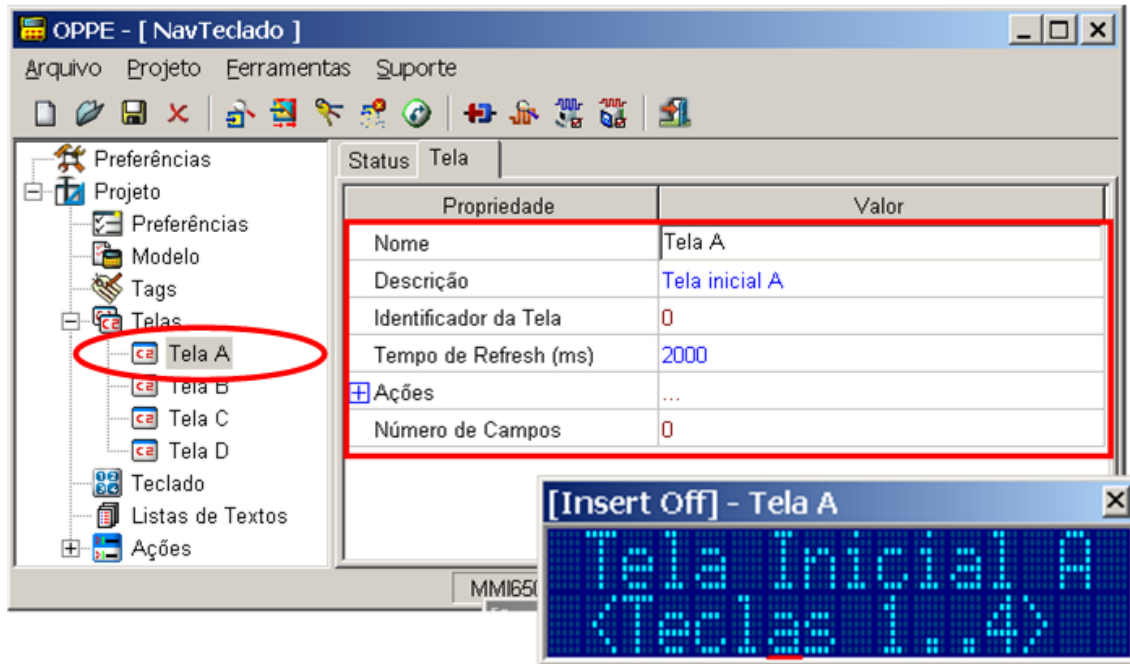 OPPE - [ NavTeclado ]
Arquivo Projeto Ferramentas Suporte
Preferências
Projeto
Preferências
Modelo
Tags
Telas
Tela A
Tela B
Tela C
Tela D
Teclado
Listas de Textos
Ações
Status Tela
Propriedade Valor
Nome Tela A
Descrição Tela inicial A
Identificador da Tela 0
Tempo de Refresh (ms) 2000
Ações ...
Número de Campos 0
[Insert Off] - Tela A
Tela Inicial A
<Teclas 1..4>